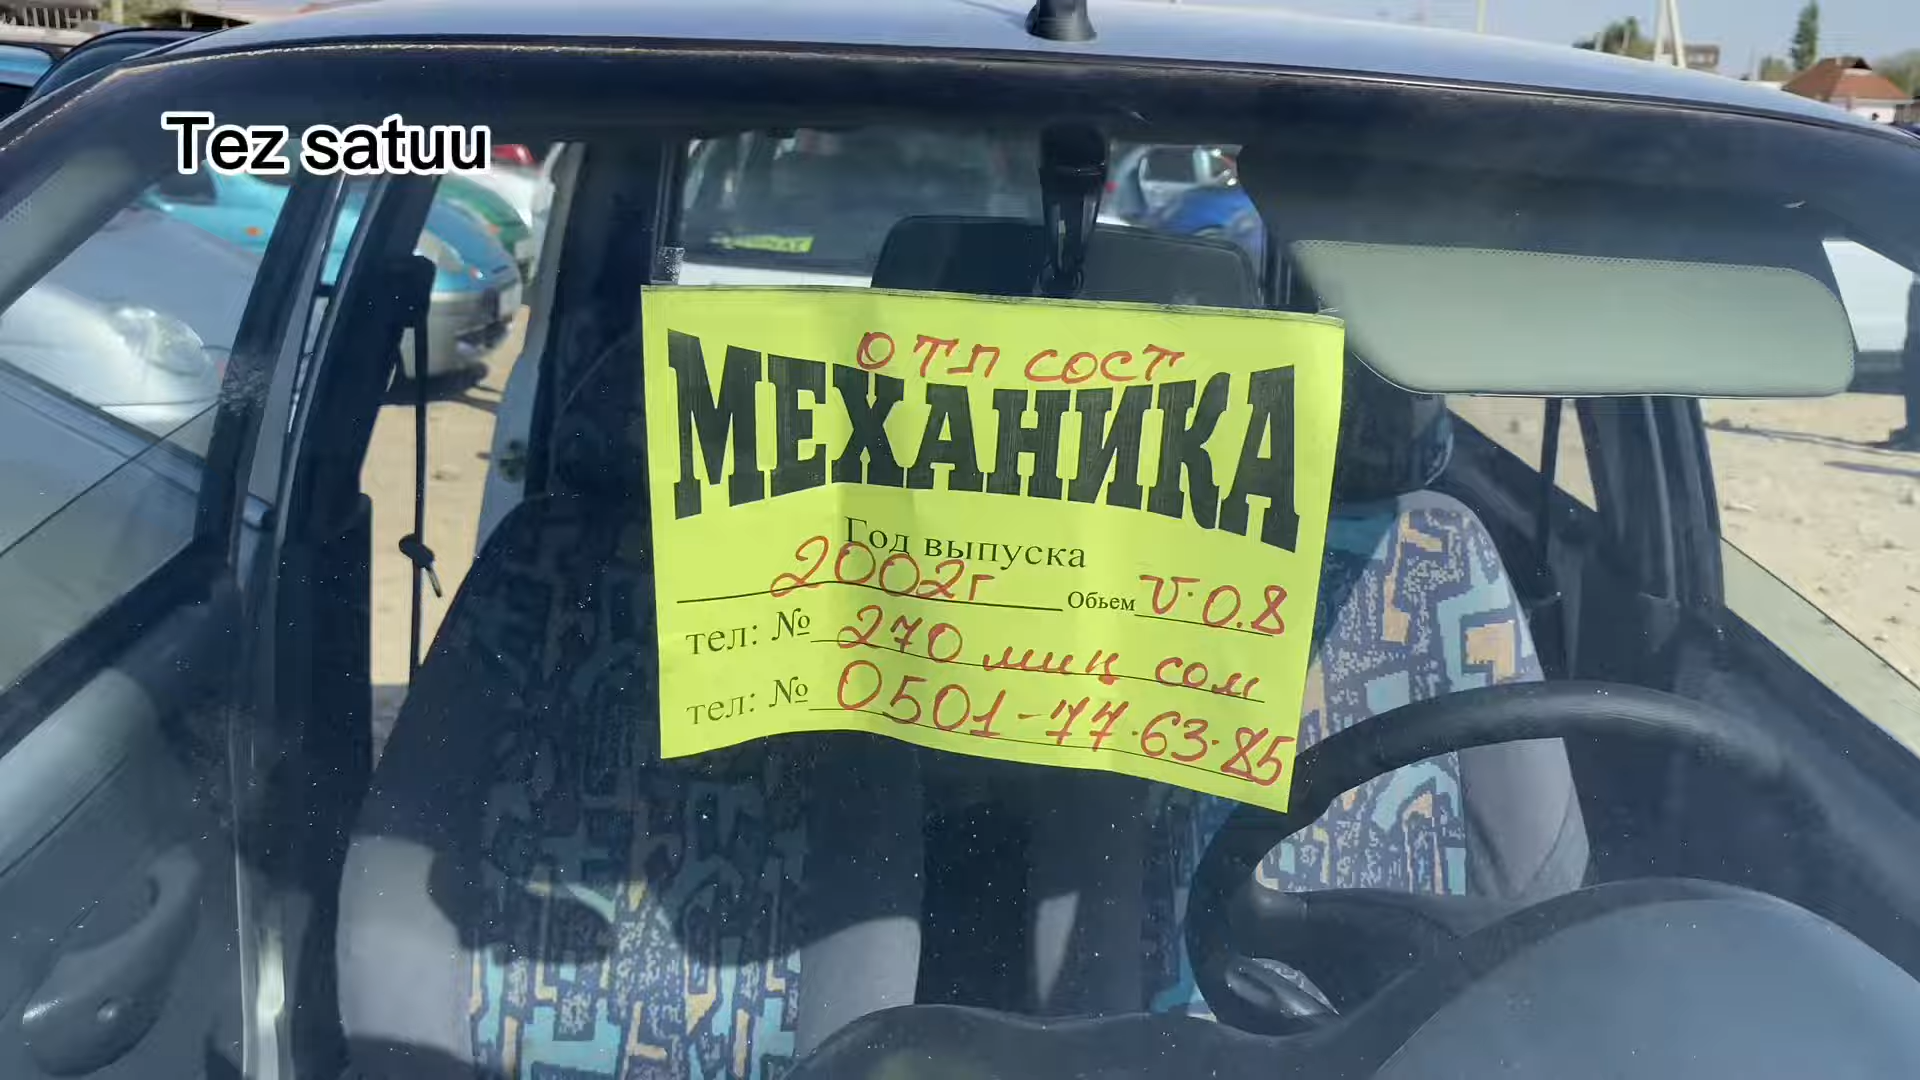 Tez satuu
отл сост
МЕХАНИКА
Год выпуска
2002г Обьем V-0.8
тел: № 270 миң сом
тел: № 0501-77-63-85